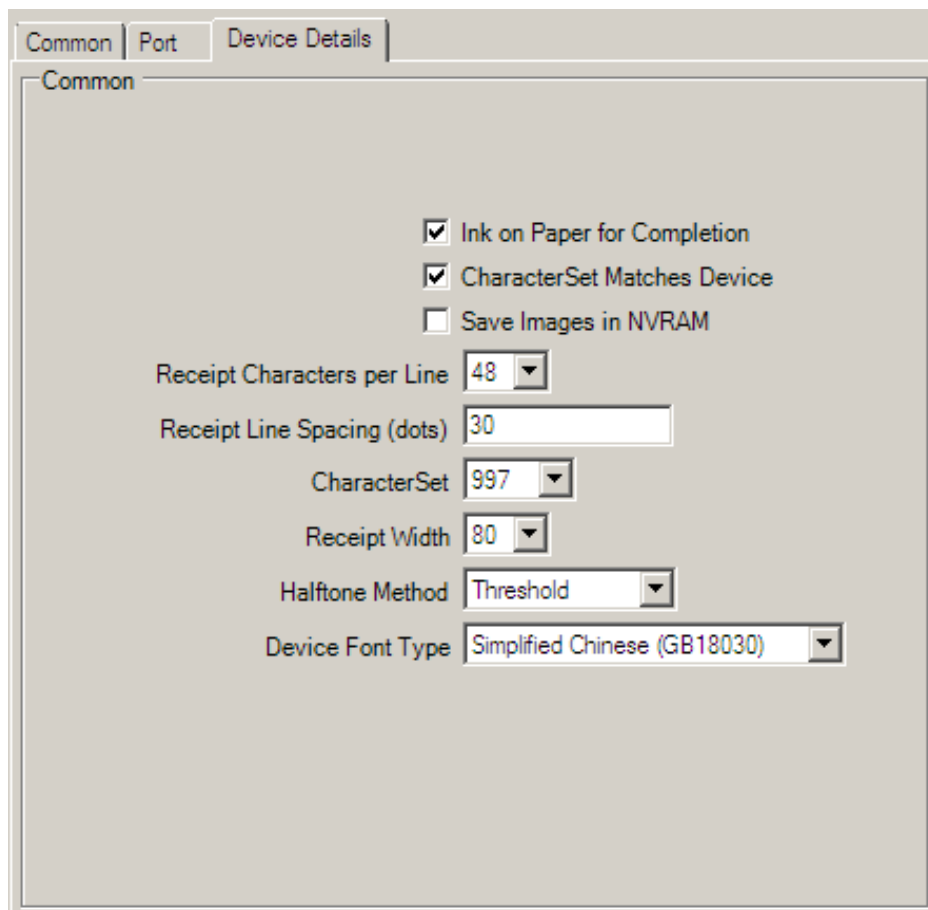 Common Port Device Details
Common
Ink on Paper for Completion
CharacterSet Matches Device
Save Images in NVRAM
Receipt Characters per Line 48
Receipt Line Spacing (dots) 30
CharacterSet 997
Receipt Width 80
Halftone Method Threshold
Device Font Type Simplified Chinese (GB18030)